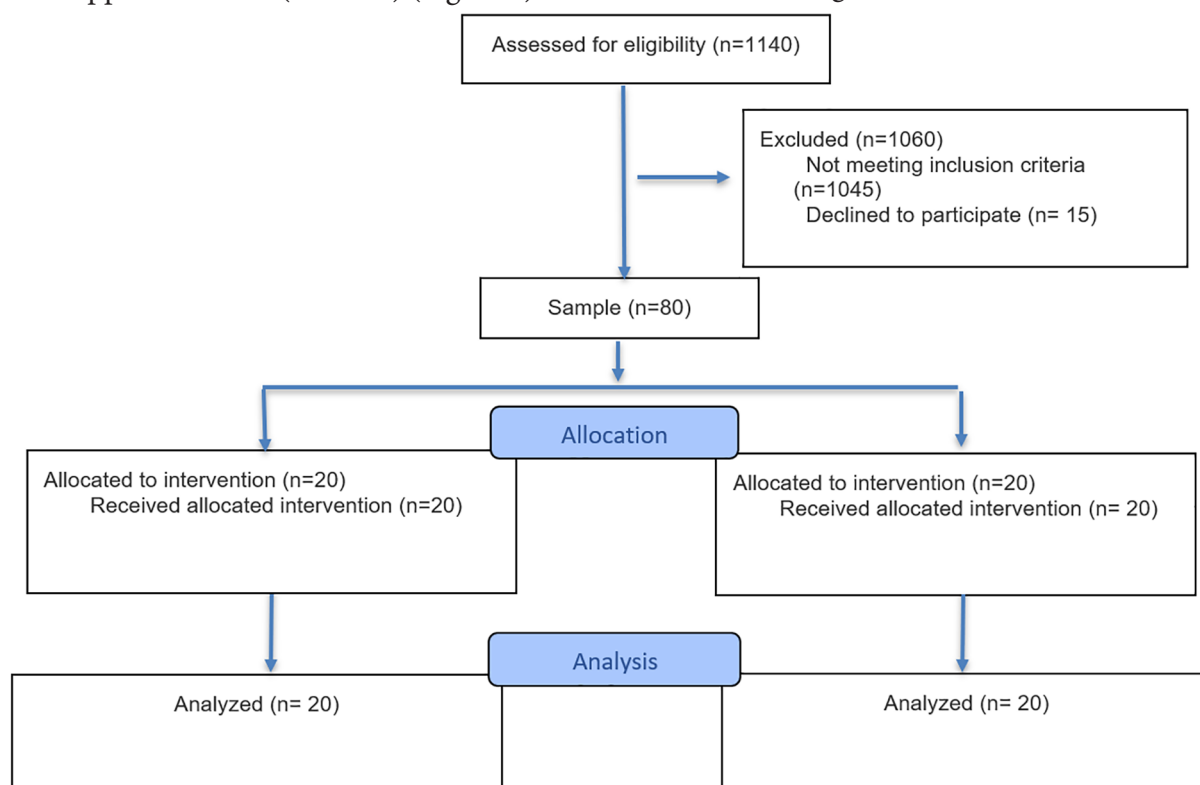 Assessed for eligibility (n=1140)
Excluded (n=1060)
Not meeting inclusion criteria
(n=1045)
Declined to participate (n= 15)
Sample (n=80)
Allocation
Allocated to intervention (n=20)
Received allocated intervention (n=20)
Allocated to intervention (n=20)
Received allocated intervention (n= 20)
Analysis
Analyzed (n= 20)
Analyzed (n= 20)